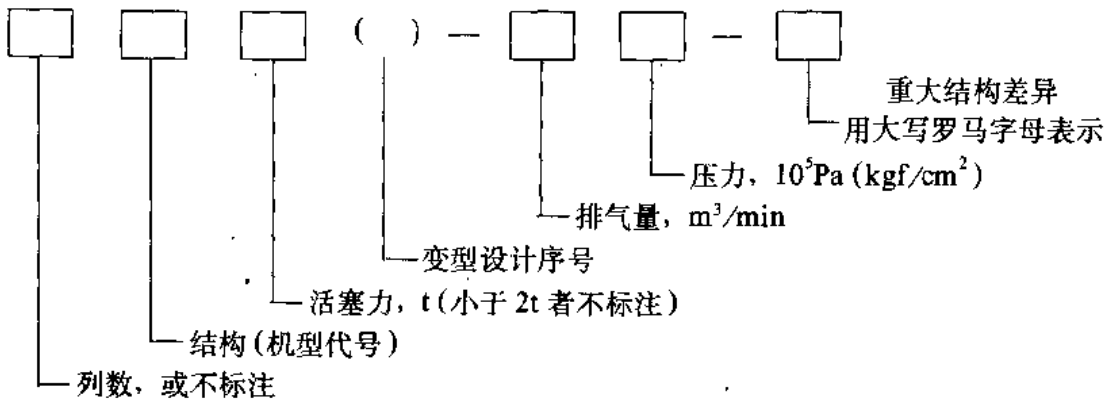 ( ) — —
重大结构差异
用大写罗马字母表示
压力，10⁵Pa (kgf/cm²)
排气量，m³/min
变型设计序号
活塞力，t(小于 2t 者不标注)
结构(机型代号)
列数，或不标注